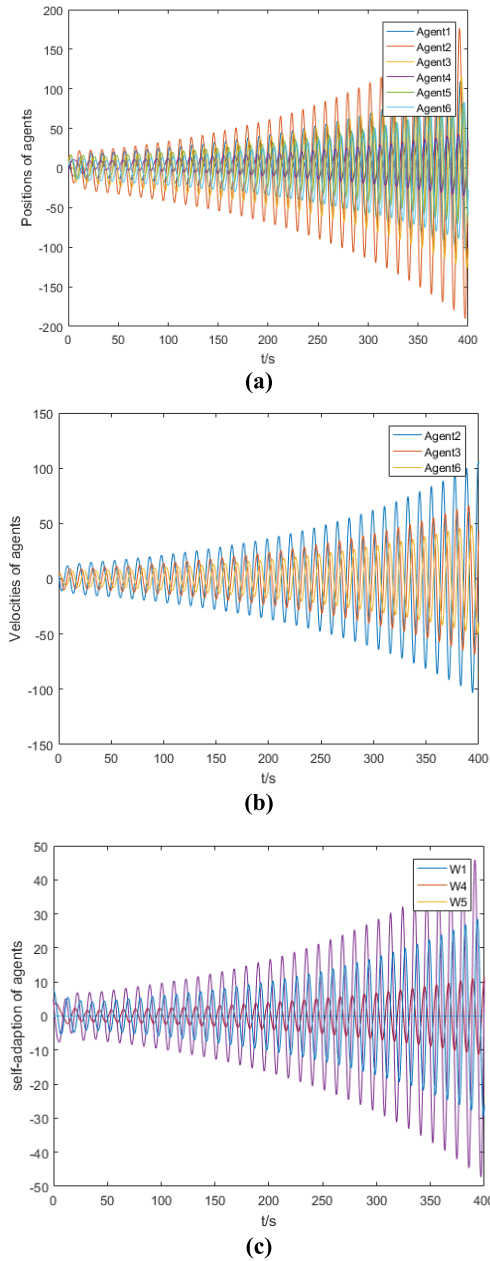 200
150
100
50
0
-50
-100
-150
-200
Positions of agents
Agent1
Agent2
Agent3
Agent4
Agent5
Agent6
0 50 100 150 200 250 300 350 400
t/s
(a)
150
100
50
0
-50
-100
-150
Velocities of agents
Agent2
Agent3
Agent6
0 50 100 150 200 250 300 350 400
t/s
(b)
50
40
30
20
10
0
-10
-20
-30
-40
-50
self-adaption of agents
W1
W4
W5
0 50 100 150 200 250 300 350 400
t/s
(c)